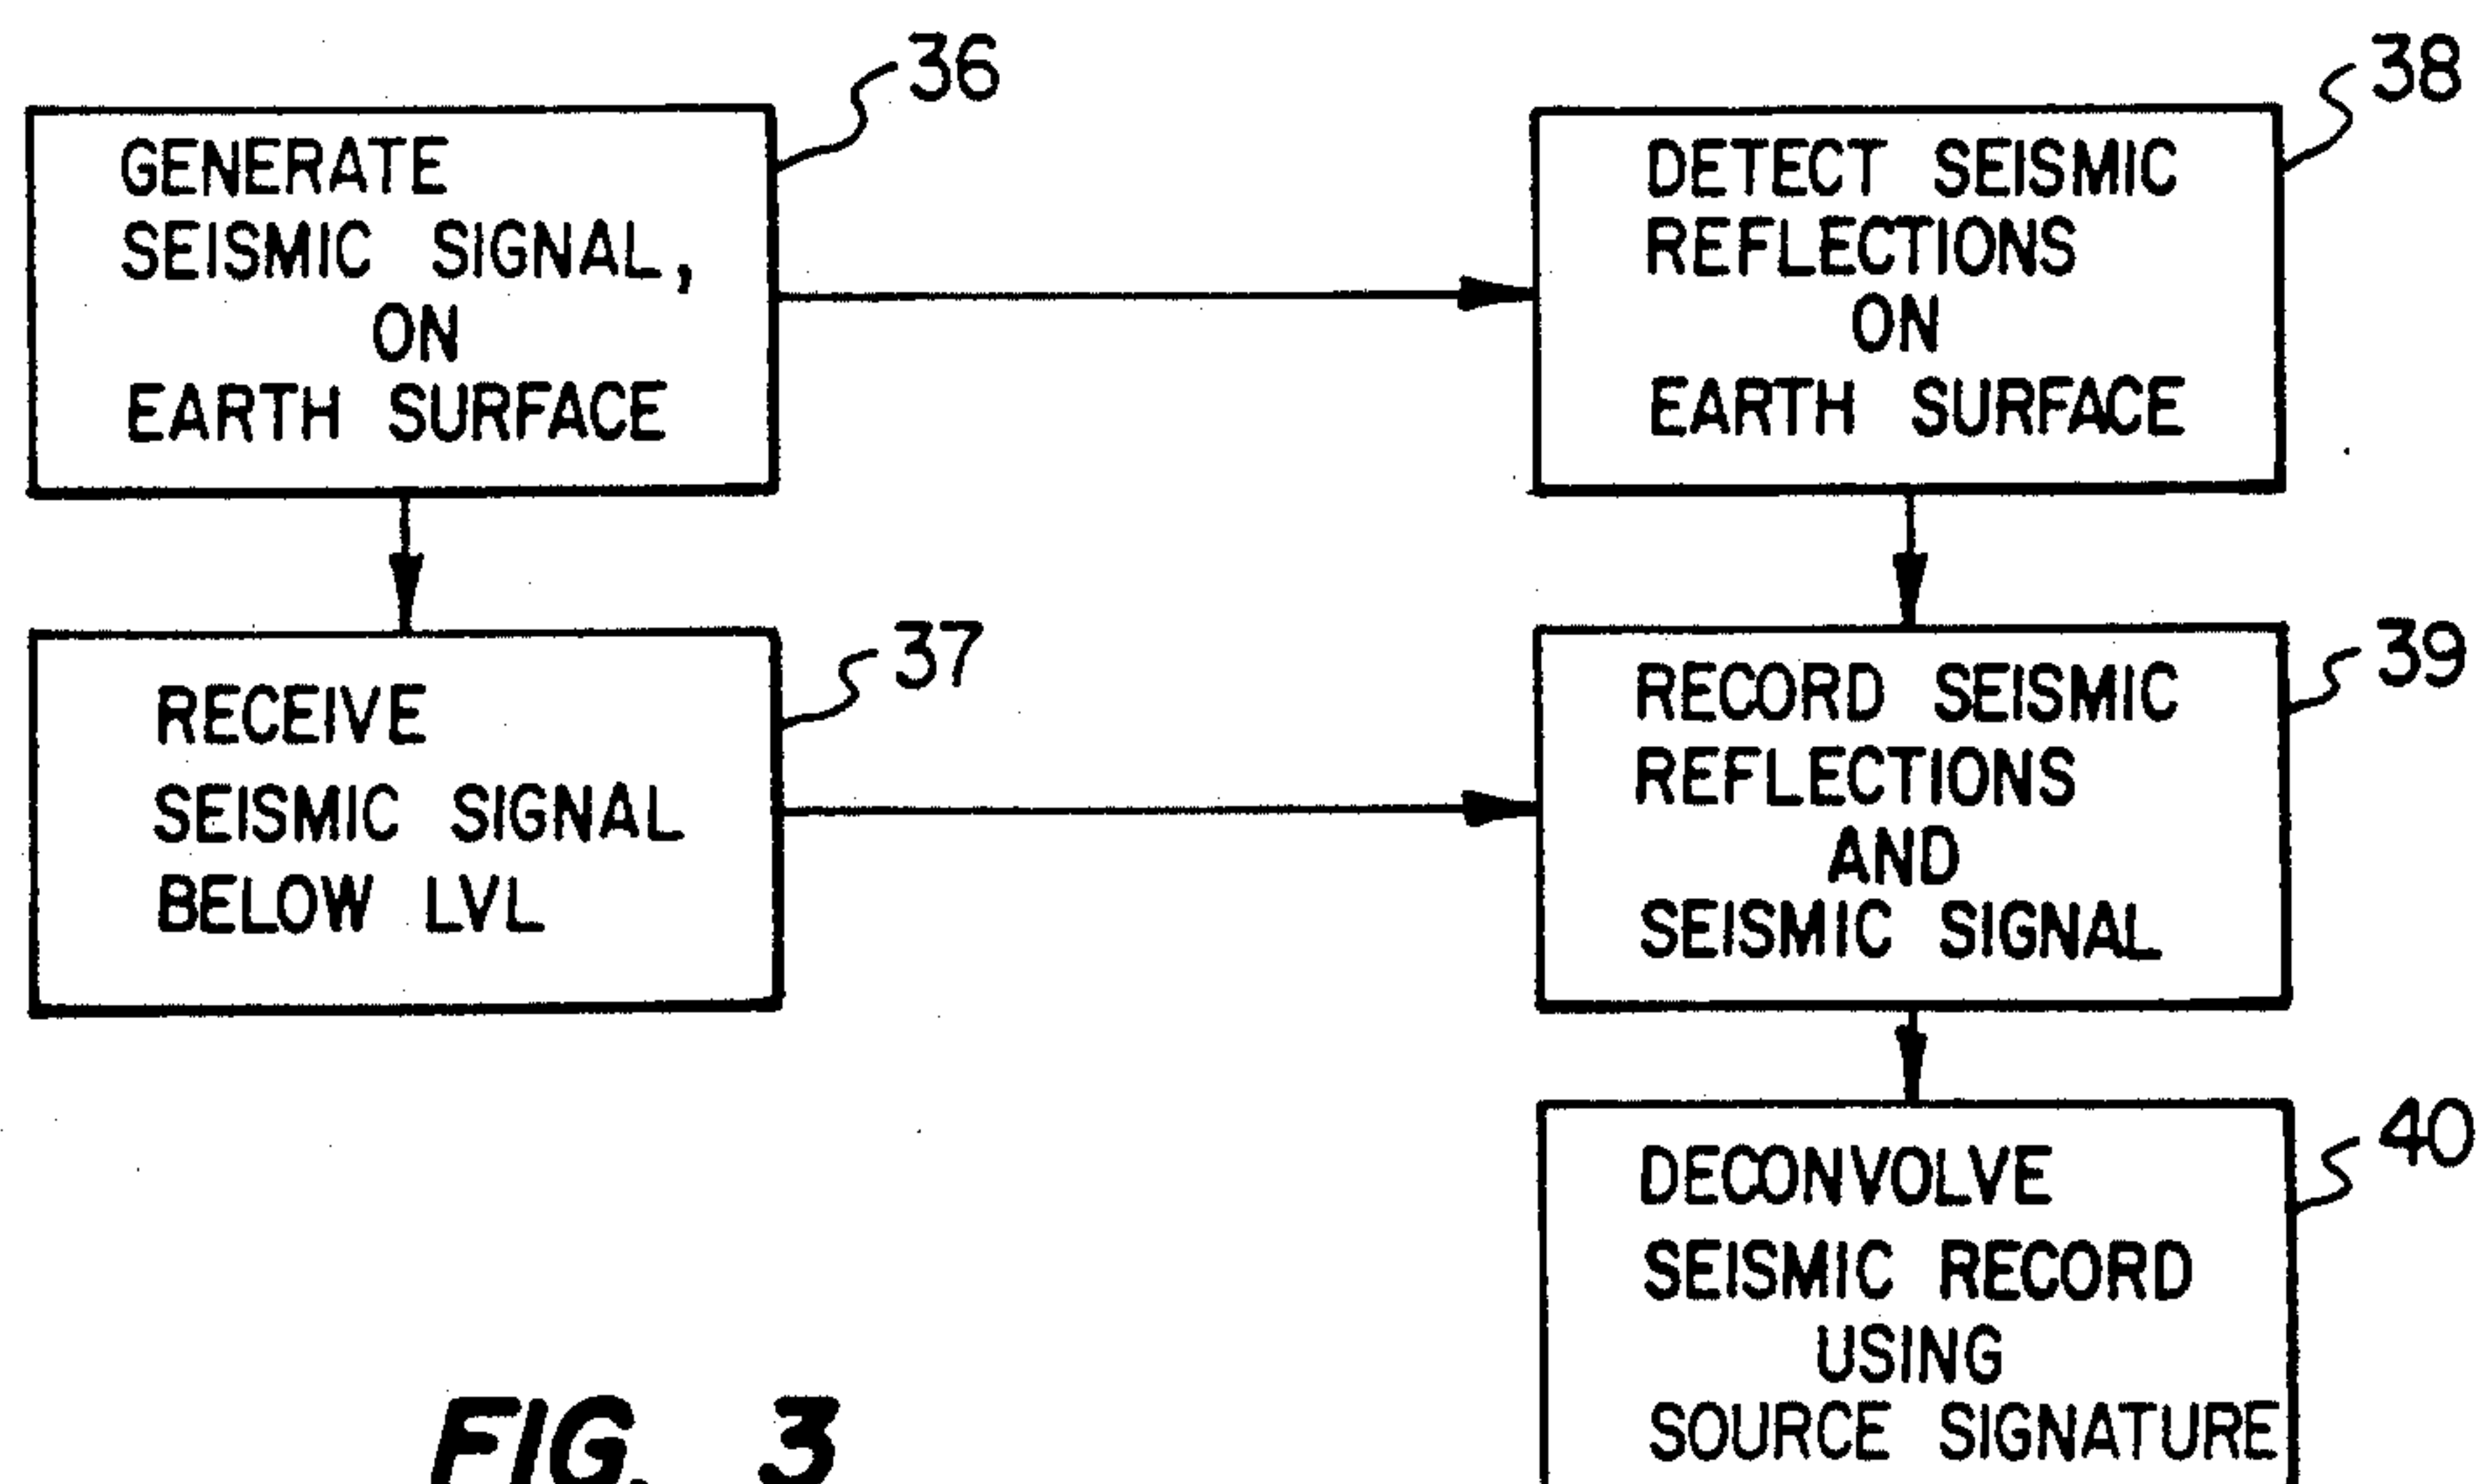 36
GENERATE
SEISMIC SIGNAL,
ON
EARTH SURFACE
38
DETECT SEISMIC
REFLECTIONS
ON
EARTH SURFACE
37
RECEIVE
SEISMIC SIGNAL
BELOW LVL
39
RECORD SEISMIC
REFLECTIONS
AND
SEISMIC SIGNAL
40
DECONVOLVE
SEISMIC RECORD
USING
SOURCE SIGNATURE
FIG. 3